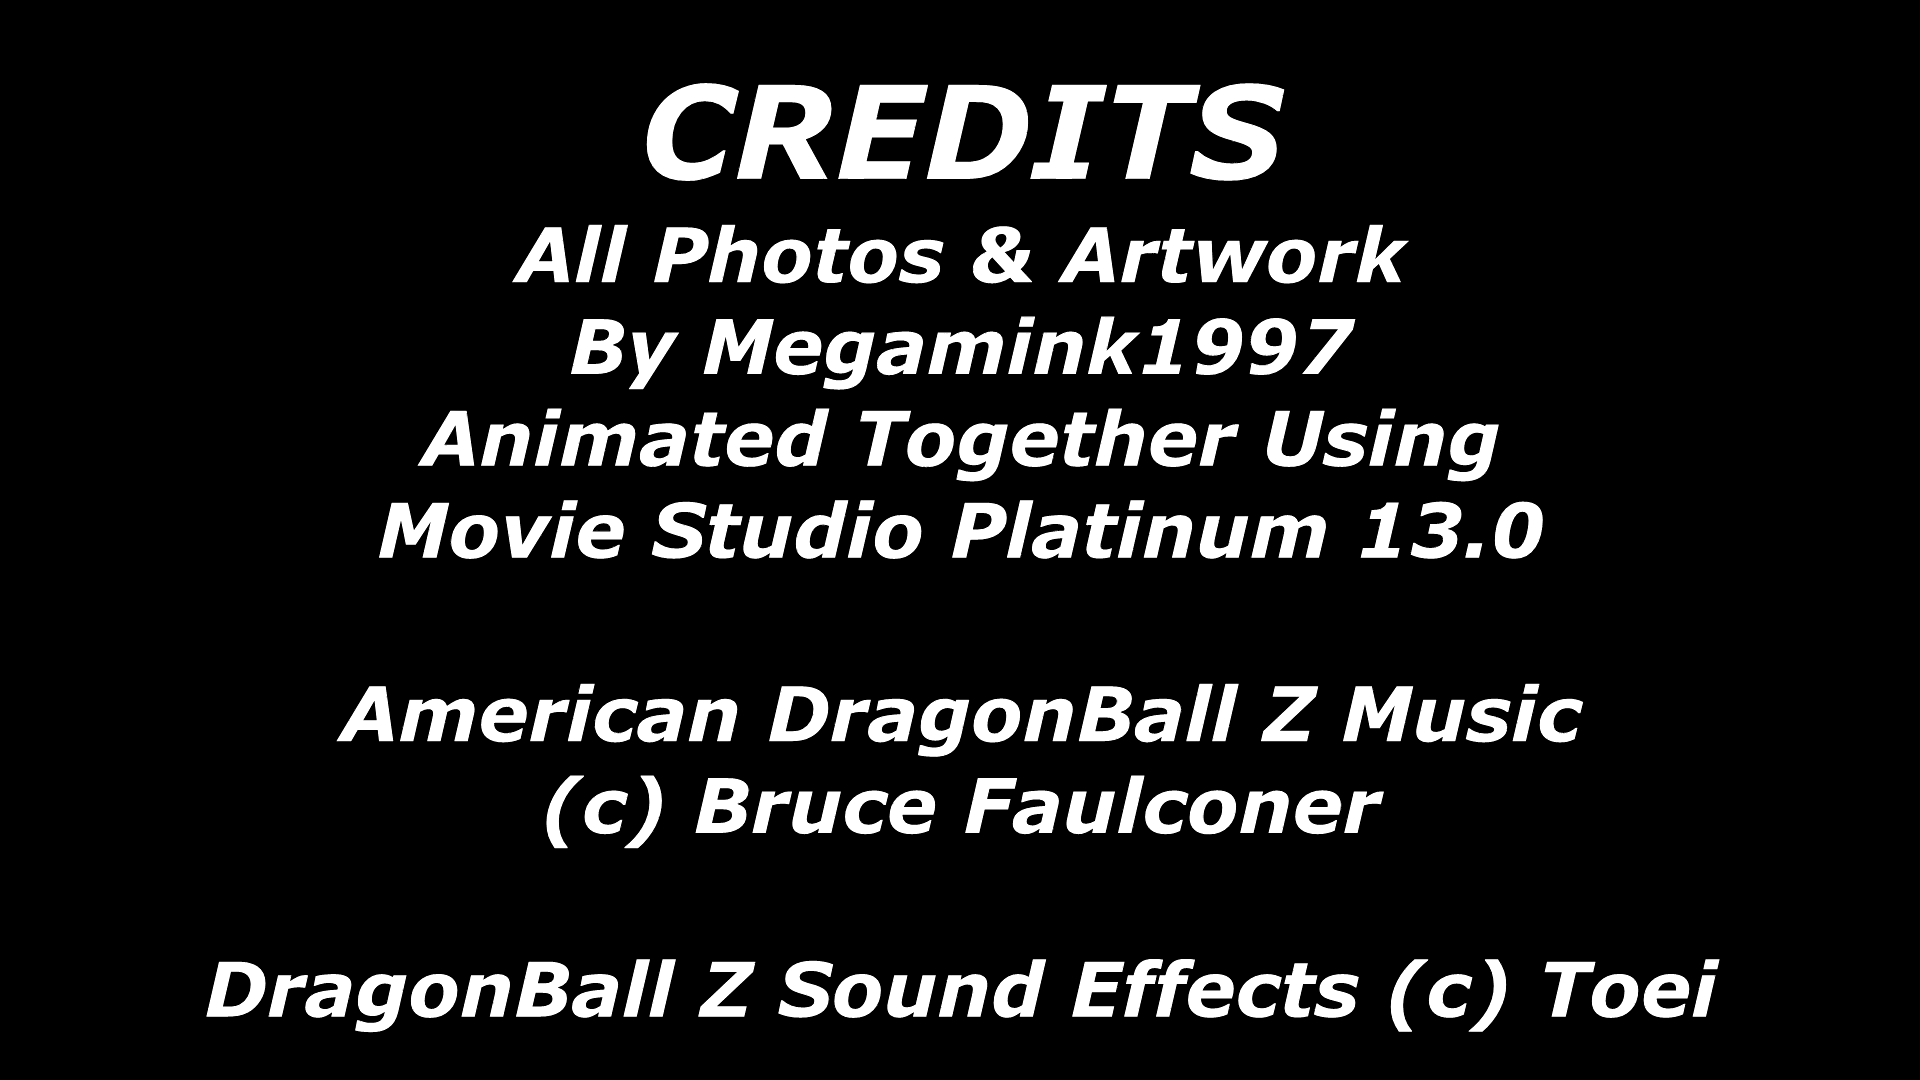 CREDITS
All Photos & Artwork
By Megamink1997
Animated Together Using
Movie Studio Platinum 13.0
American DragonBall Z Music
(c) Bruce Faulconer
DragonBall Z Sound Effects (c) Toei